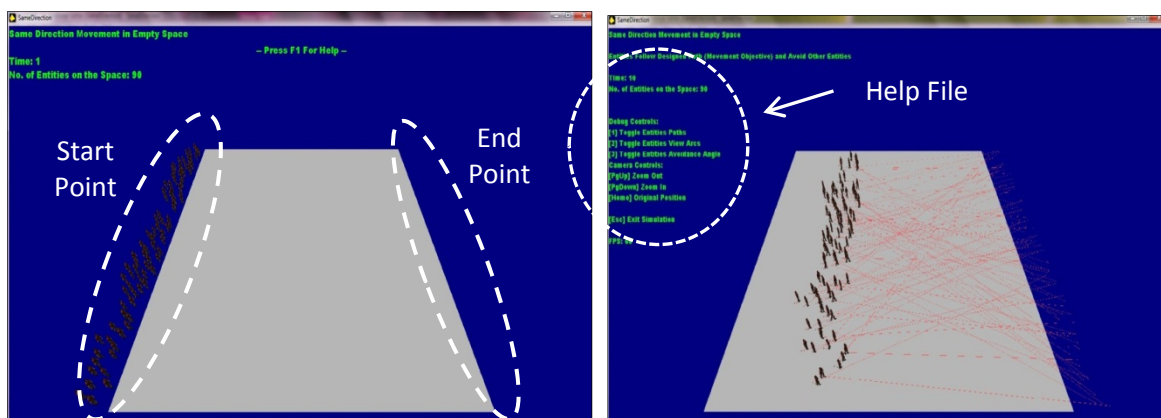 SameDirection
Same Direction Movement in Empty Space
-- Press F1 For Help --
Time: 1
No. of Entities on the Space: 90
Start
Point
End
Point
SameDirection
Same Direction Movement in Empty Space
Entities Follow Designed Path (Movement Objective) and Avoid Other Entities
Time: 10
No. of Entities on the Space: 90
Help File
Debug Controls:
[1] Toggle Entities Paths
[2] Toggle Entities View Arcs
[3] Toggle Entities Avoidance Angle
Camera Controls:
[PgUp] Zoom Out
[PgDown] Zoom In
[Home] Original Position
[Esc] Exit Simulation
FPS: